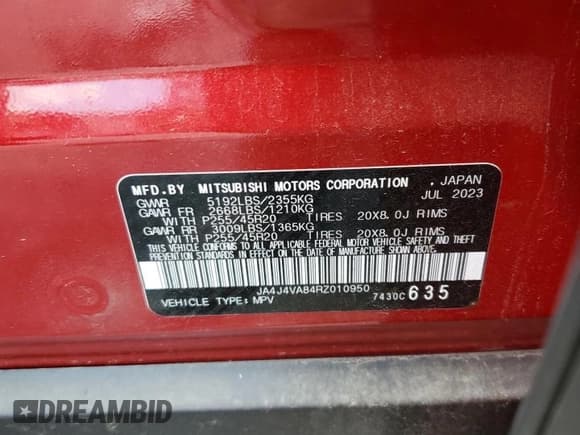 MFD.BY MITSUBISHI MOTORS CORPORATION , JAPAN
GVWR 5192LBS/2355KG JUL 2023
GAWR FR 2668LBS/1210KG
WITH P255/45R20 TIRES 20X8.0J RIMS
GAWR RR 3009LBS/1365KG
WITH P255/45R20 TIRES 20X8.0J RIMS
THIS VEHICLE CONFORMS TO ALL APPLICABLE FEDERAL MOTOR VEHICLE SAFETY AND THEFT
PREVENTION STANDARDS IN EFFECT ON THE DATE OF MANUFACTURE SHOWN ABOVE.
JA4J4VA84RZ010950
VEHICLE TYPE: MPV 7430C 635
DREAMBID